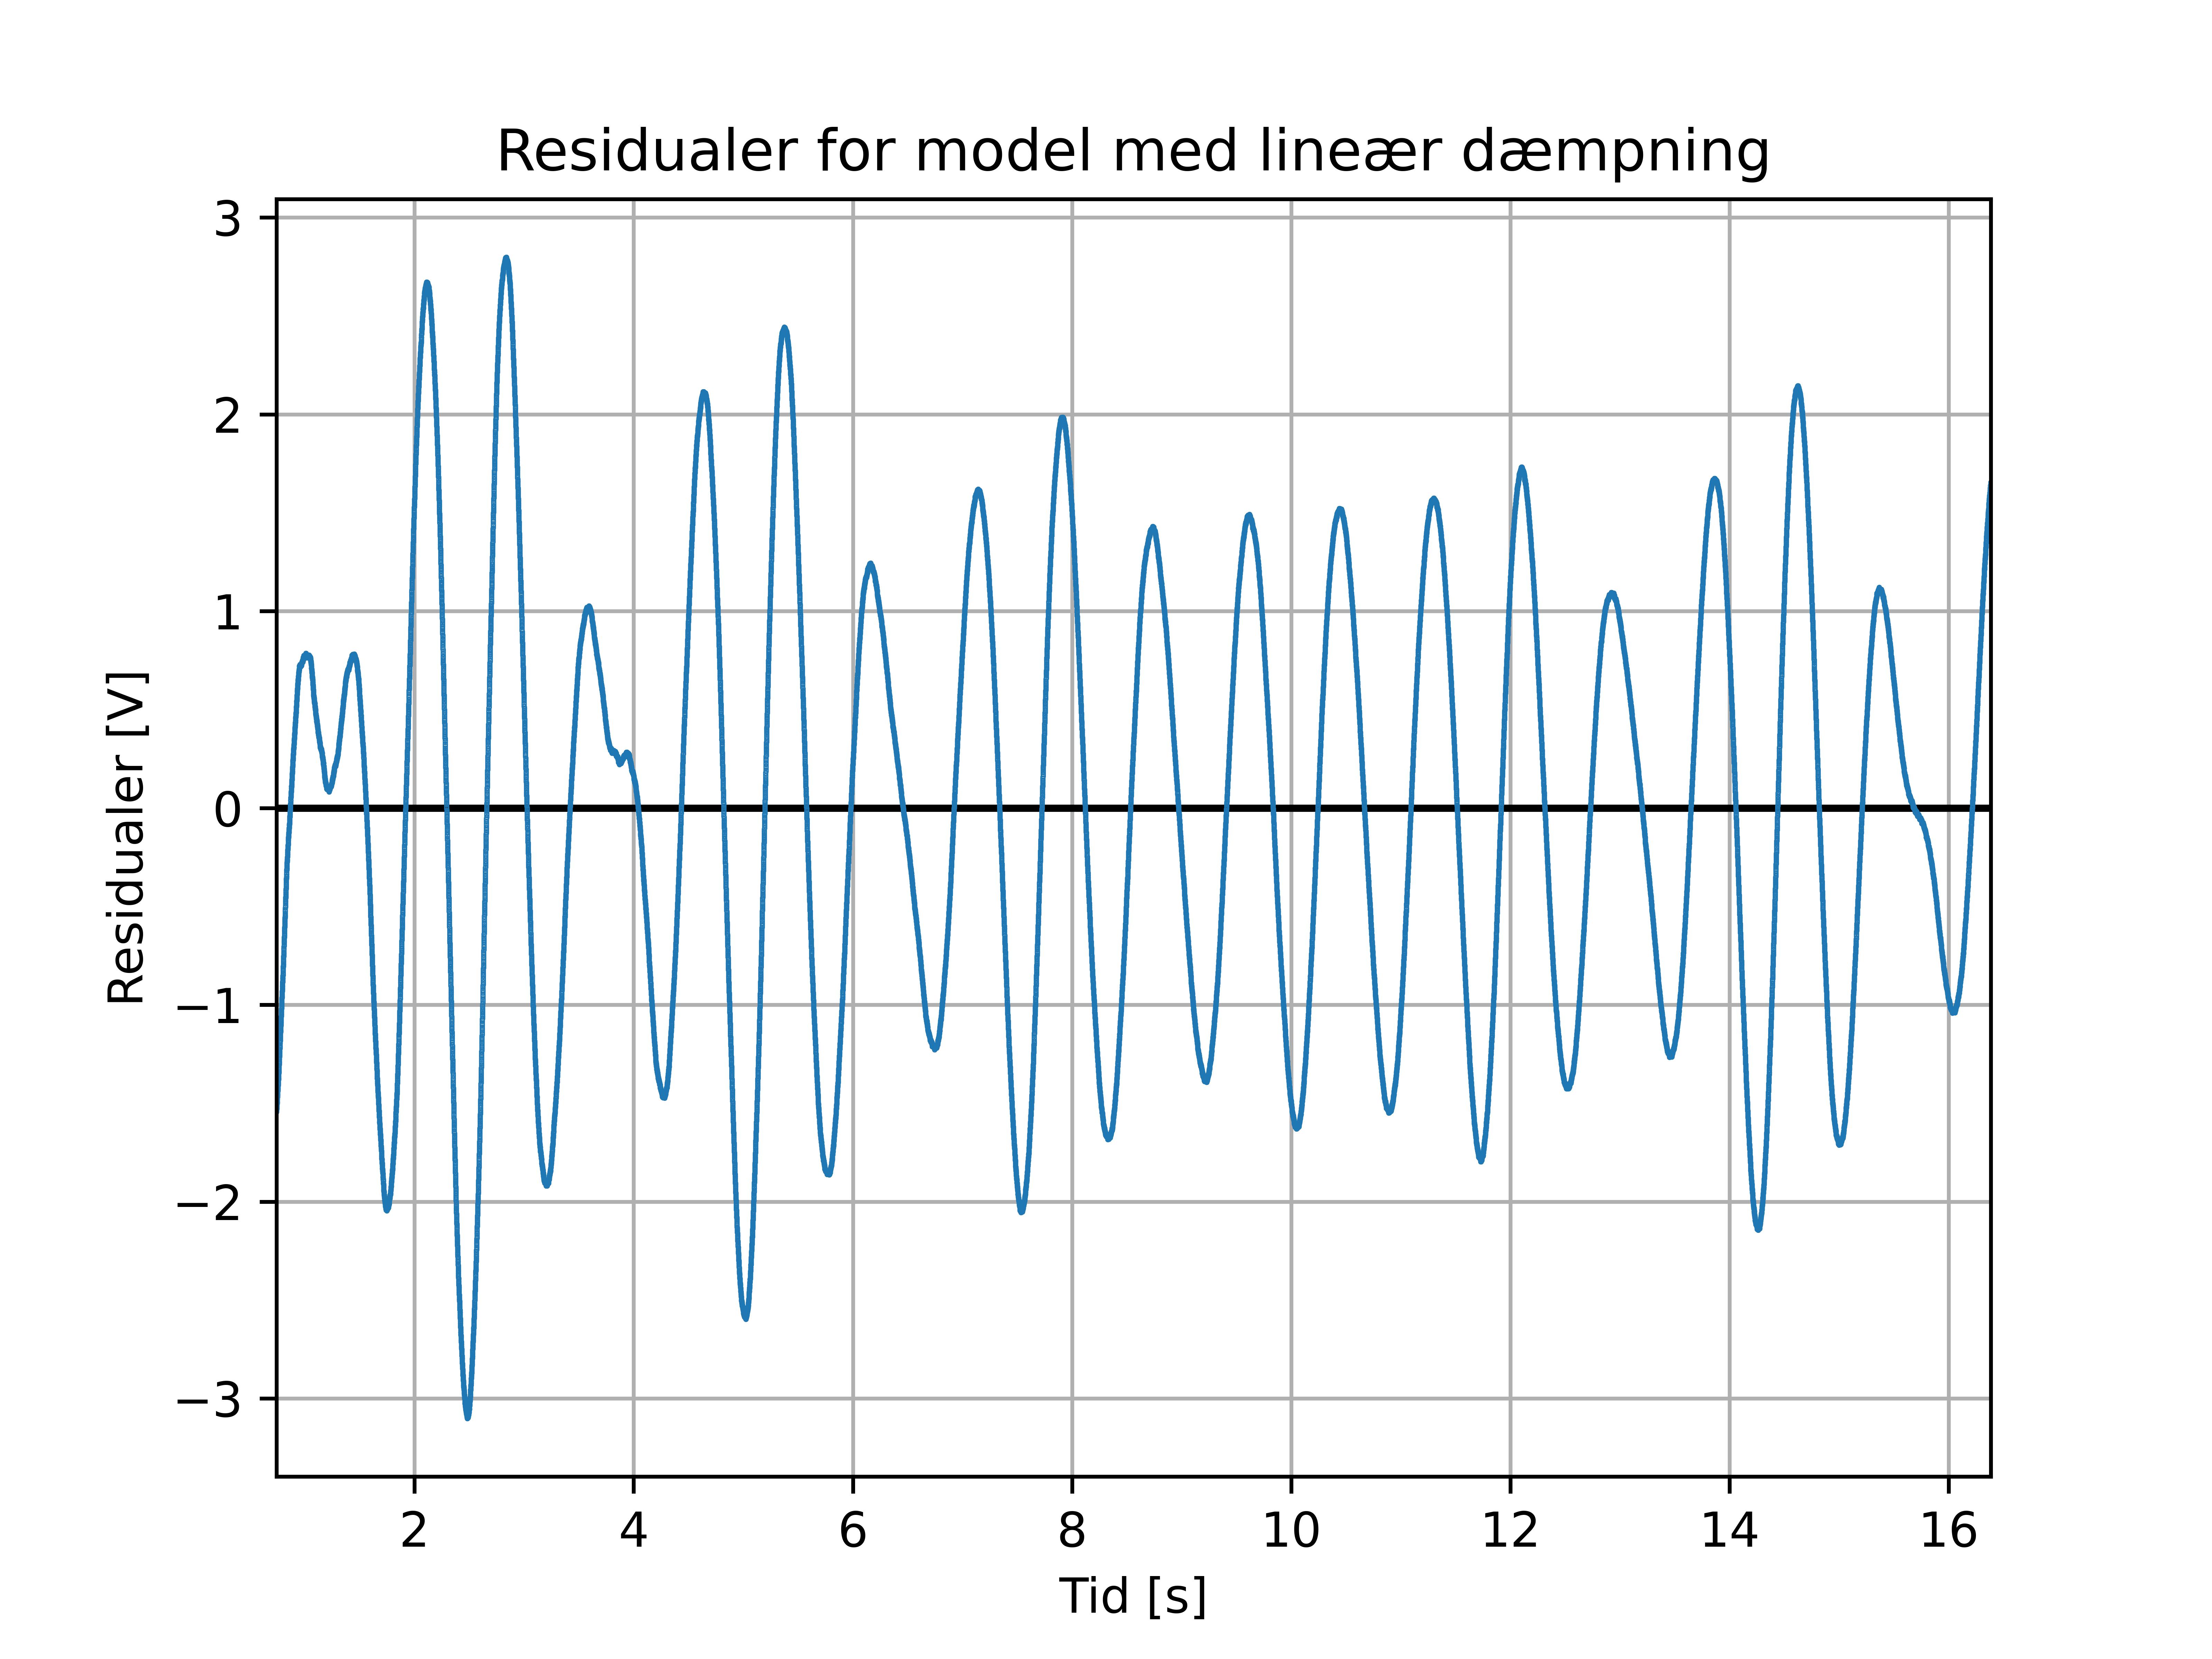 Residualer for model med lineær dæmpning
Residualer [V]
3
2
1
0
−1
−2
−3
2 4 6 8 10 12 14 16
Tid [s]